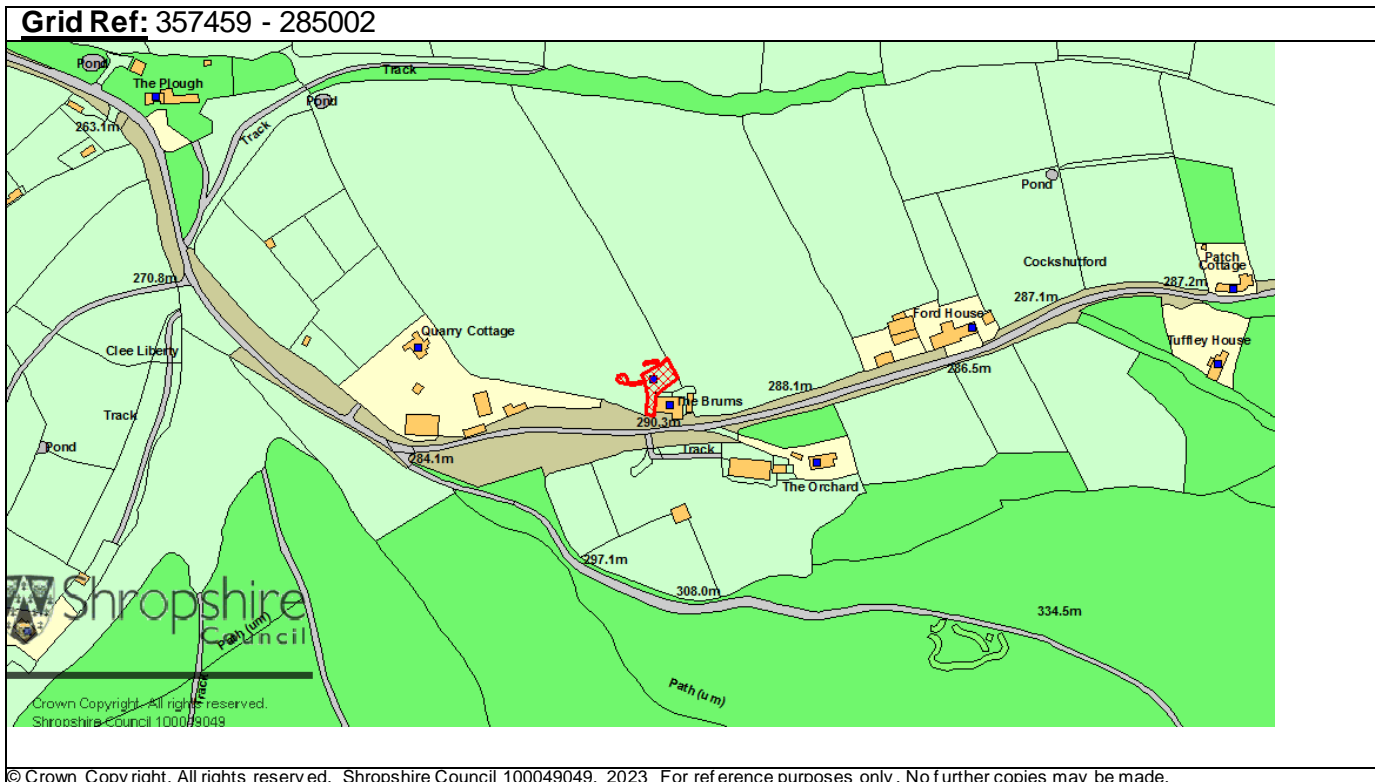 Grid Ref: 357459 - 285002
Pond
Track
The Plough
Pond
263.1m
Track
Pond
Cockshutford
Patch
Cottage
270.8m
287.2m
287.1m
Ford House
Quarry Cottage
Tuffley House
Clee Liberty
286.5m
288.1m
The Brums
Track
290.3m
Pond
Track
284.1m
The Orchard
297.1m
308.0m
334.5m
Shropshire
Council
Path (um)
Track
Path (um)
Crown Copyright. All rights reserved.
Shropshire Council 100049049
© Crown Copyright. All rights reserved. Shropshire Council 100049049. 2023 For reference purposes only. No further copies may be made.